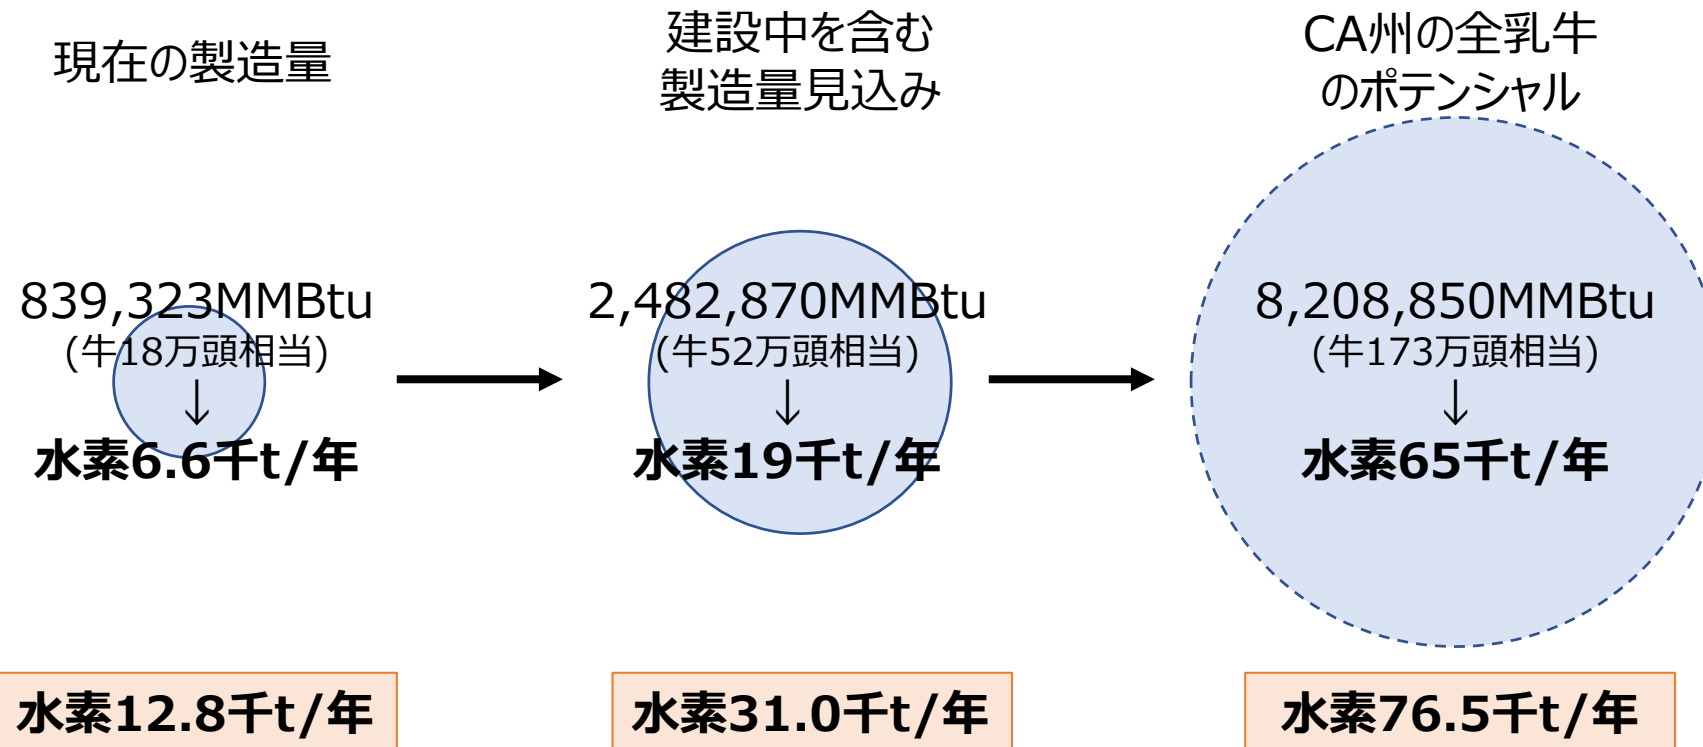 現在の製造量
839,323MMBtu
(牛18万頭相当)
↓
水素6.6千t/年
水素12.8千t/年
建設中を含む
製造量見込み
2,482,870MMBtu
(牛52万頭相当)
↓
水素19千t/年
水素31.0千t/年
CA州の全乳牛
のポテンシャル
8,208,850MMBtu
(牛173万頭相当)
↓
水素65千t/年
水素76.5千t/年